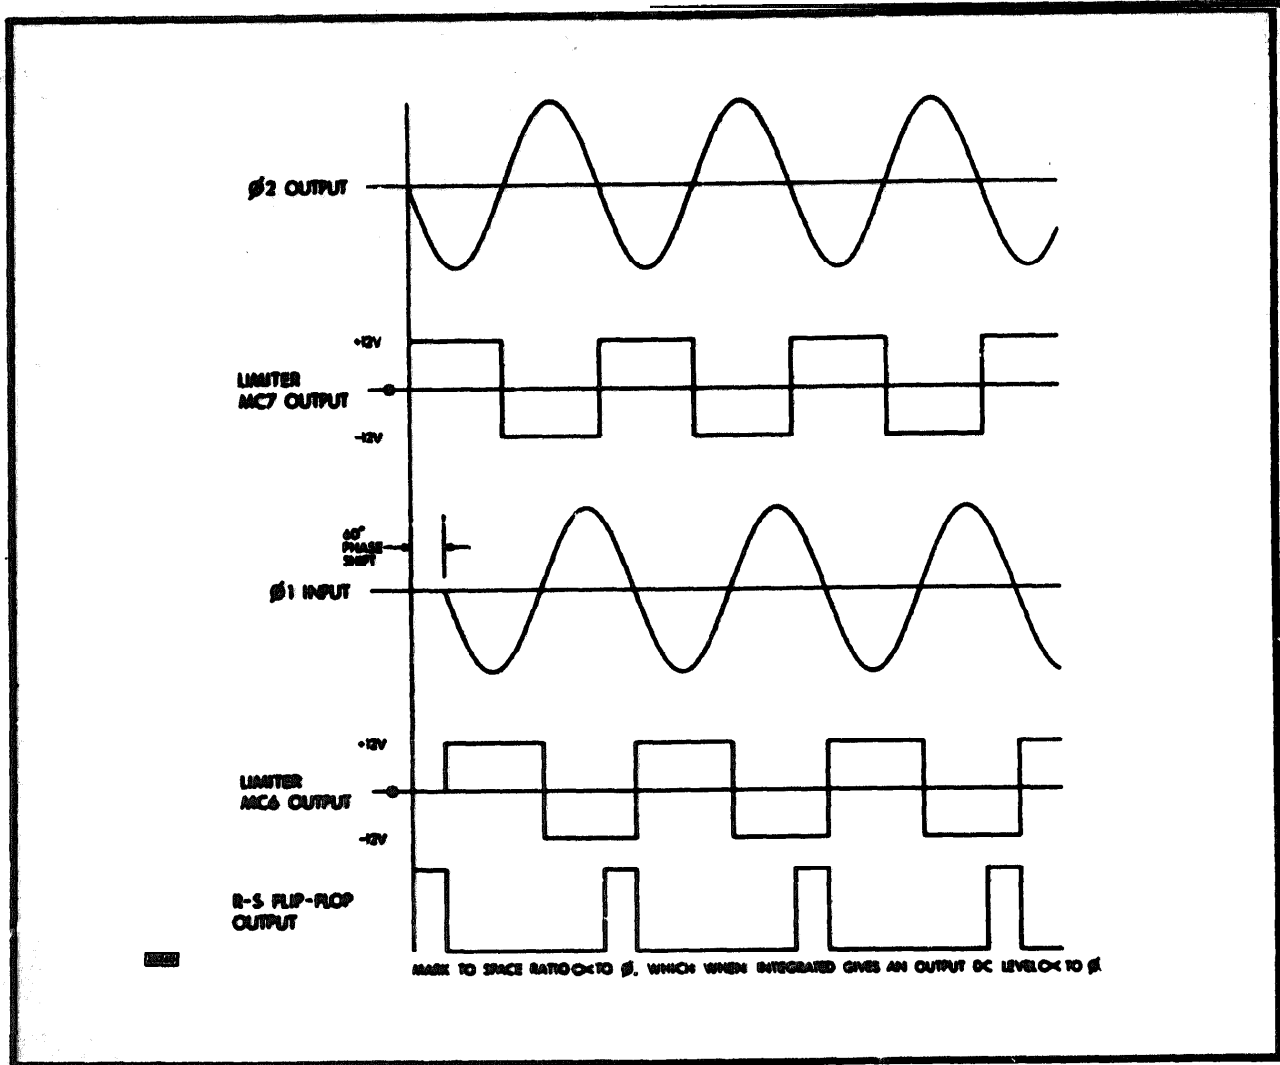 Ø2 OUTPUT
+12V
LIMITER
MC7 OUTPUT
-12V
60°
PHASE
SHIFT
Ø1 INPUT
+12V
LIMITER
MC6 OUTPUT
-12V
R-S FLIP-FLOP
OUTPUT
MARK TO SPACE RATIO ∝ TO Ø, WHICH WHEN INTEGRATED GIVES AN OUTPUT DC LEVEL ∝ TO Ø